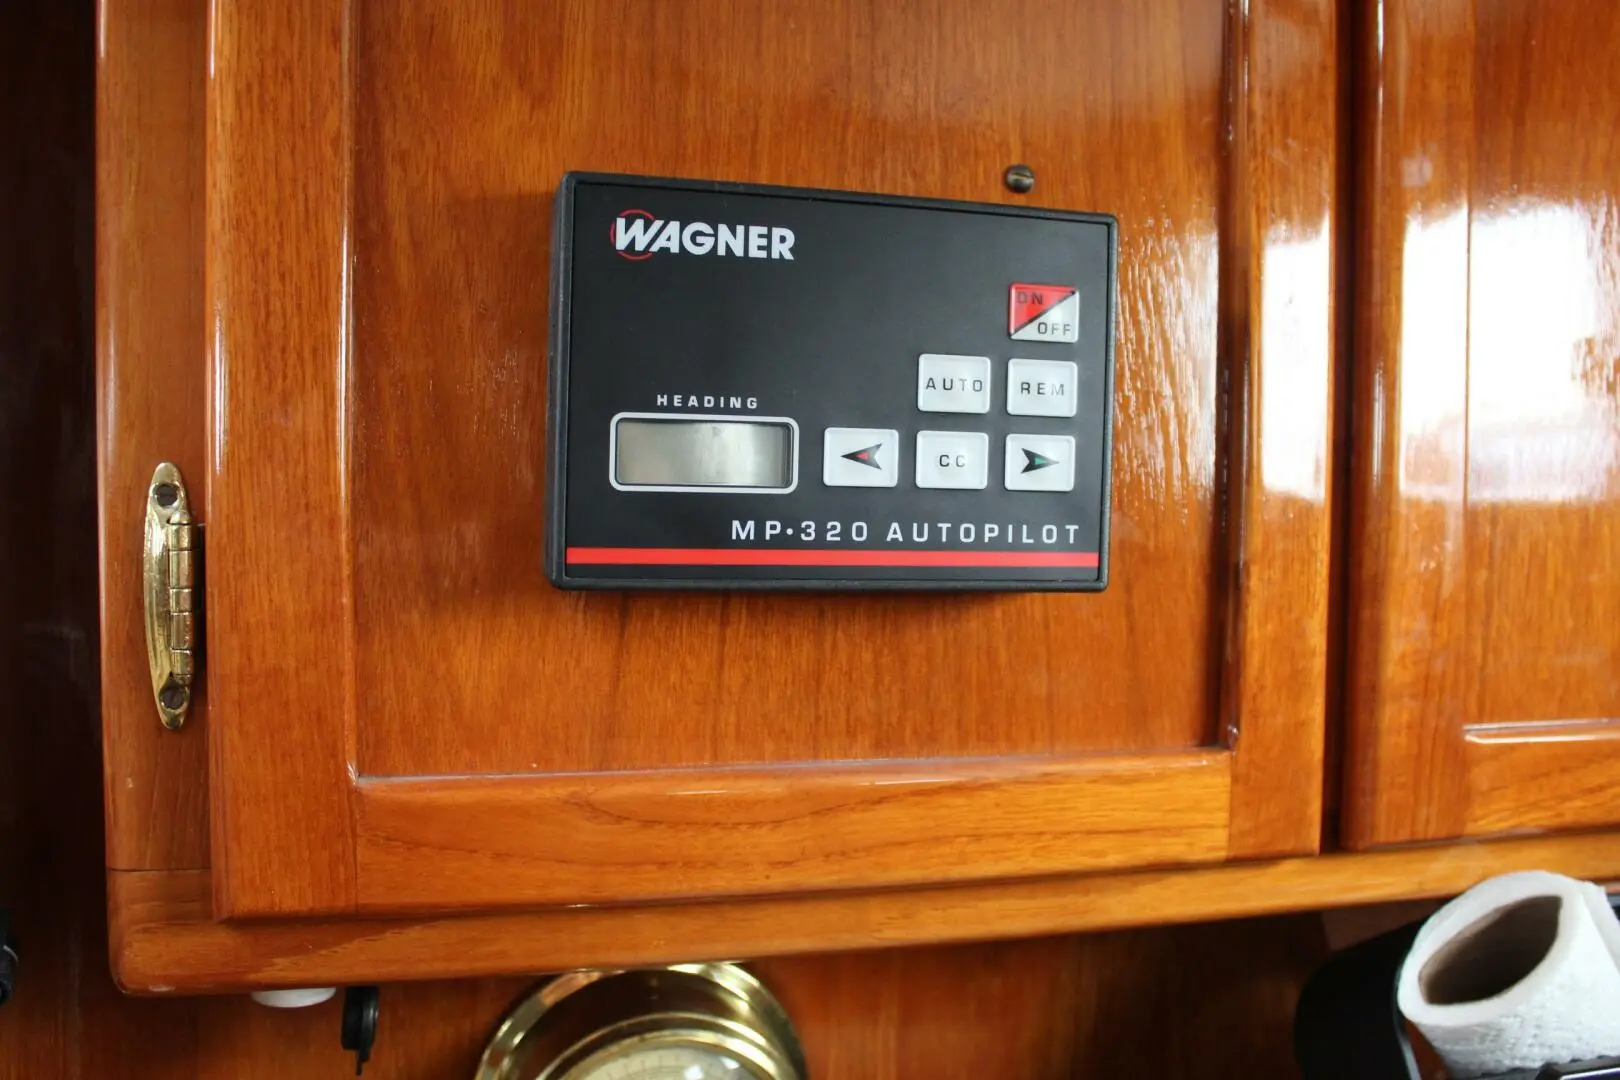 WAGNER
ON
OFF
AUTO
REM
HEADING
CC
MP·320 AUTOPILOT